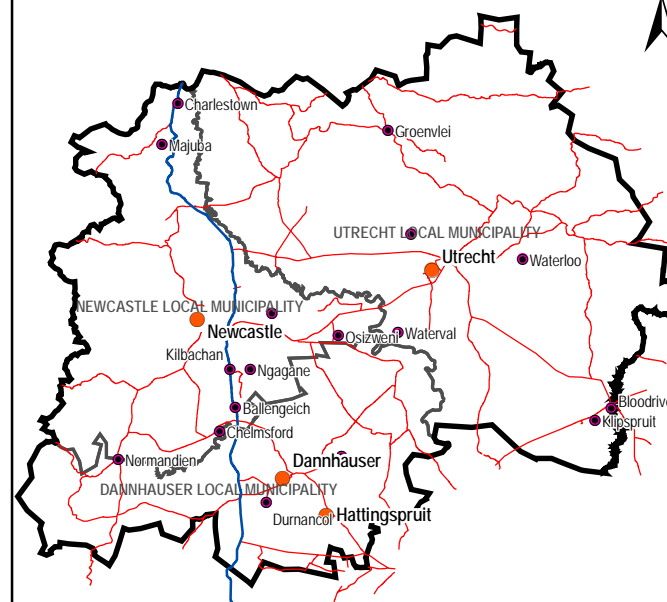 Charlestown
Groenvlei
Majuba
UTRECHT LOCAL MUNICIPALITY
Utrecht
Waterloo
NEWCASTLE LOCAL MUNICIPALITY
Newcastle
Osizweni
Waterval
Kilbachan
Ngagane
Ballengeich
Bloodrive
Klipspruit
Chelmsford
Normandien
Dannhauser
DANNHAUSER LOCAL MUNICIPALITY
Durnancol
Hattingspruit